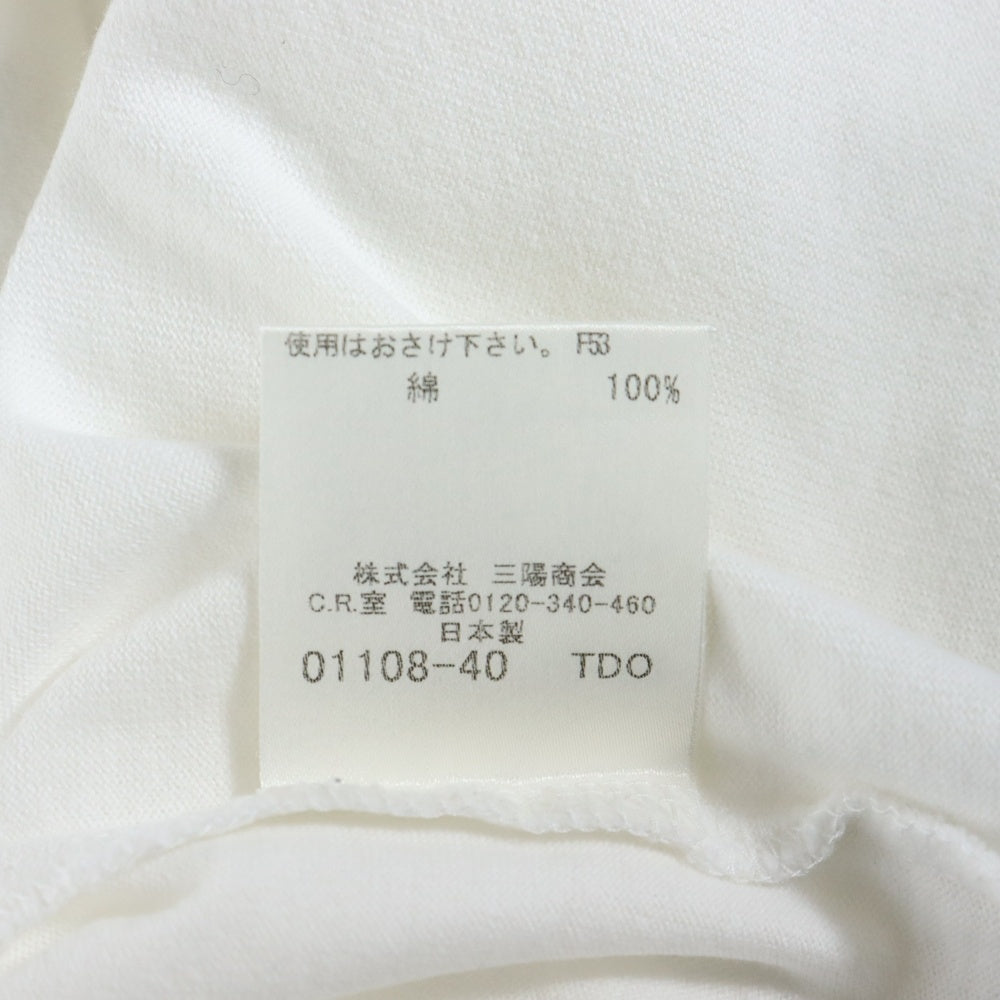 使用はおさけ下さい。 F53
綿 100%
株式会社 三陽商会
C.R.室 電話0120-340-460
日本製
01108-40 TDO